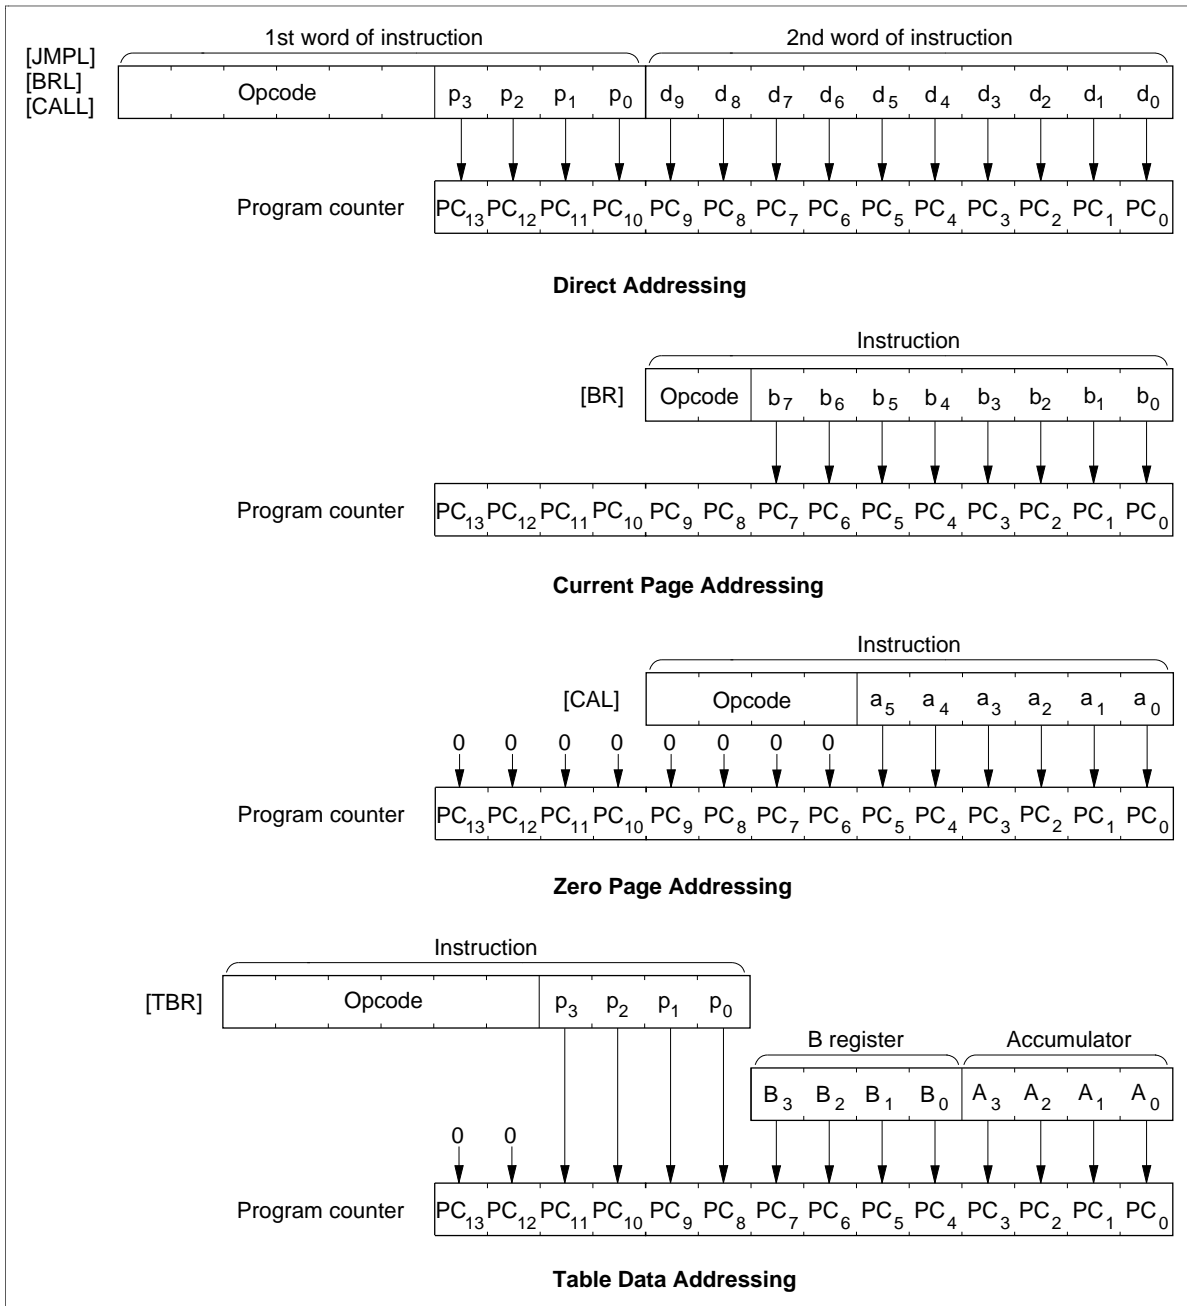 1st word of instruction 2nd word of instruction
[JMPL]
[BRL]
[CALL]
Opcode p3 p2 p1 p0 d9 d8 d7 d6 d5 d4 d3 d2 d1 d0
Program counter PC13 PC12 PC11 PC10 PC9 PC8 PC7 PC6 PC5 PC4 PC3 PC2 PC1 PC0
Direct Addressing
Instruction
[BR] Opcode b7 b6 b5 b4 b3 b2 b1 b0
Program counter PC13 PC12 PC11 PC10 PC9 PC8 PC7 PC6 PC5 PC4 PC3 PC2 PC1 PC0
Current Page Addressing
Instruction
[CAL] Opcode a5 a4 a3 a2 a1 a0
0 0 0 0 0 0 0 0
Program counter PC13 PC12 PC11 PC10 PC9 PC8 PC7 PC6 PC5 PC4 PC3 PC2 PC1 PC0
Zero Page Addressing
Instruction
[TBR] Opcode p3 p2 p1 p0
B register Accumulator
B3 B2 B1 B0 A3 A2 A1 A0
0 0
Program counter PC13 PC12 PC11 PC10 PC9 PC8 PC7 PC6 PC5 PC4 PC3 PC2 PC1 PC0
Table Data Addressing